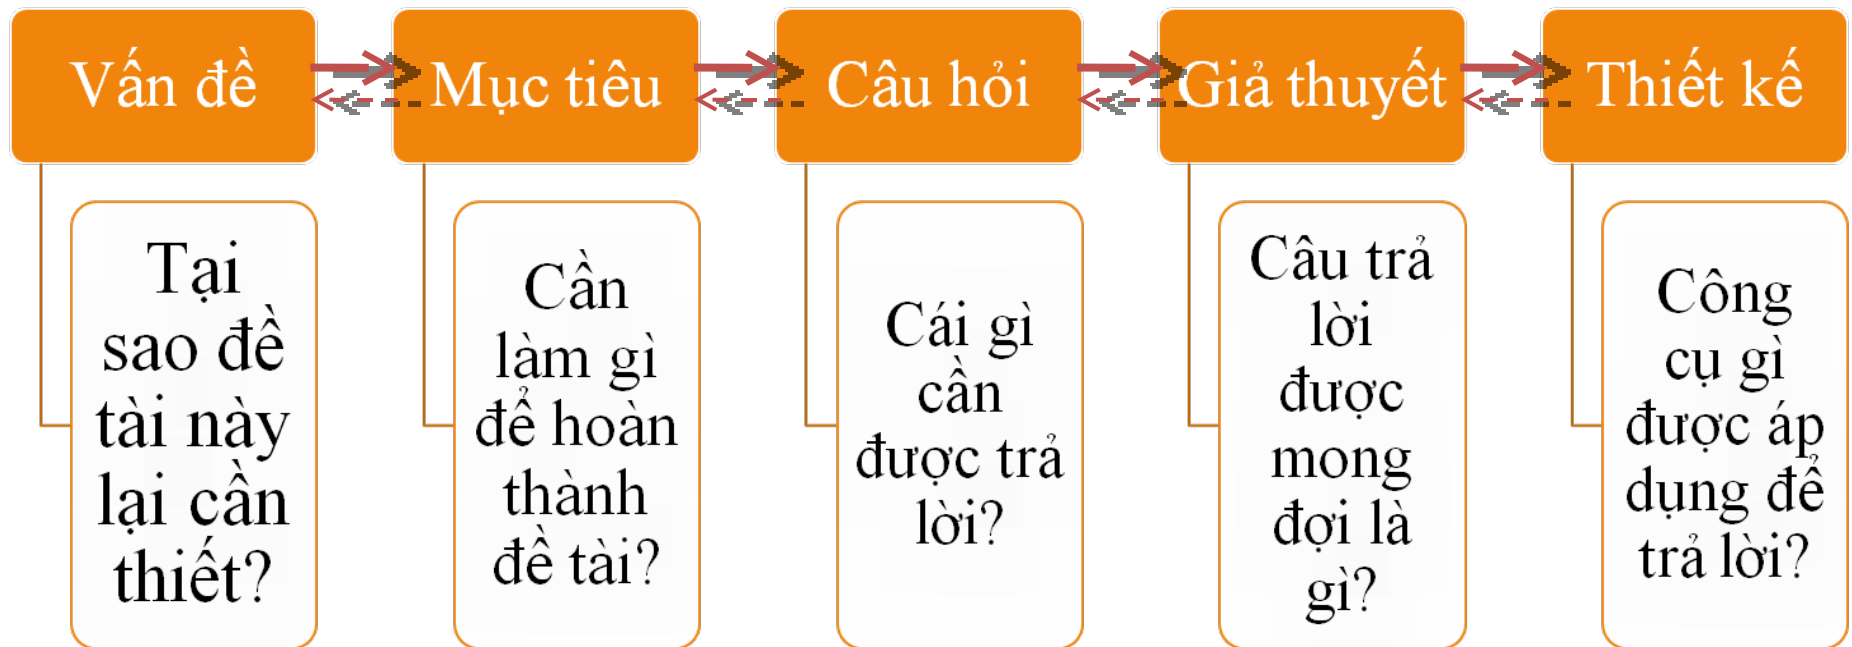 Vấn đề
Mục tiêu
Câu hỏi
Giả thuyết
Thiết kế
Tại
sao đề
tài này
lại cần
thiết?
Cần
làm gì
để hoàn
thành
đề tài?
Cái gì
cần
được trả
lời?
Câu trả
lời
được
mong
đợi là
gì?
Công
cụ gì
được áp
dụng để
trả lời?